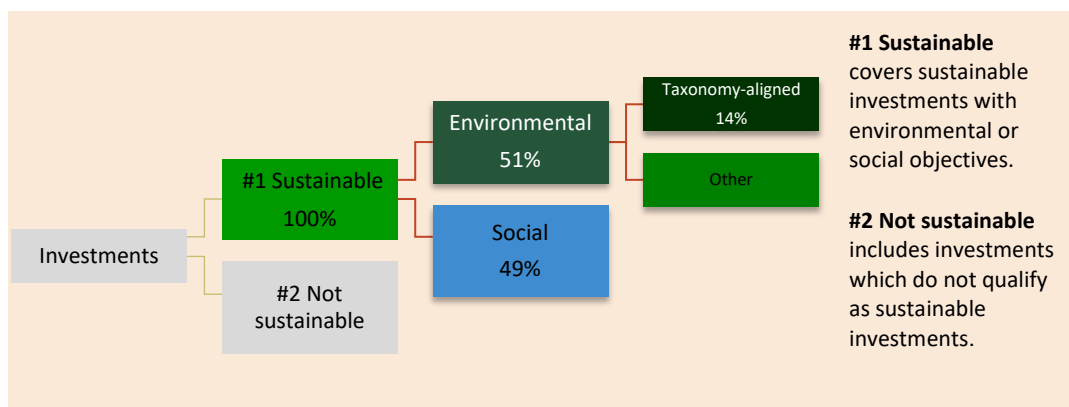 Investments
#1 Sustainable
100%
#2 Not
sustainable
Environmental
51%
Social
49%
Taxonomy-aligned
14%
Other
#1 Sustainable
covers sustainable
investments with
environmental or
social objectives.
#2 Not sustainable
includes investments
which do not qualify
as sustainable
investments.